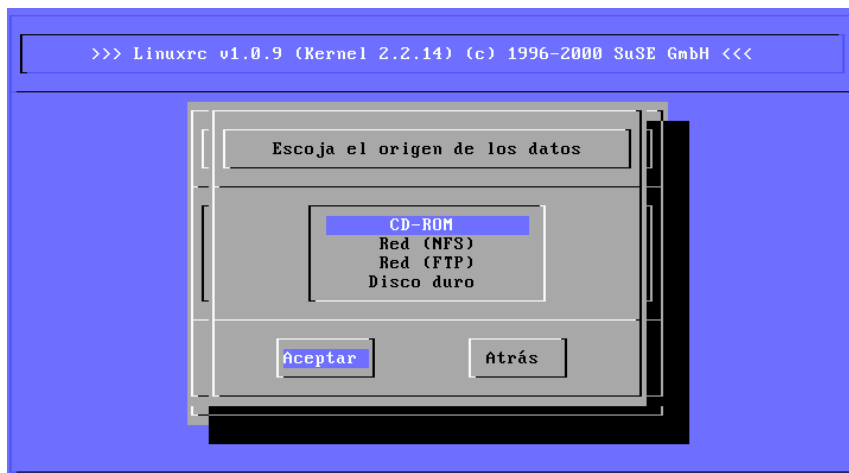 >>> Linuxrc v1.0.9 (Kernel 2.2.14) (c) 1996-2000 SuSE GmbH <<<
Escoja el origen de los datos
CD-ROM
Red (NFS)
Red (FTP)
Disco duro
Aceptar
Atrás